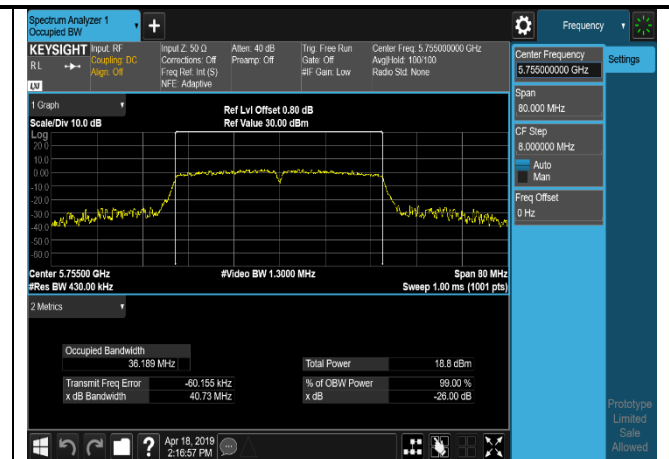 Spectrum Analyzer 1
Occupied BW
+
Frequency
KEYSIGHT
RL
LXI
Input: RF
Coupling: DC
Align: Off
Input Z: 50 Ω
Corrections: Off
Freq Ref: Int (S)
NFE: Adaptive
Atten: 40 dB
Preamp: Off
Trig: Free Run
Gate: Off
#IF Gain: Low
Center Freq: 5.755000000 GHz
Avg|Hold: 100/100
Radio Std: None
Center Frequency
5.755000000 GHz
Settings
Span
80.000 MHz
CF Step
8.000000 MHz
Auto
Man
Freq Offset
0 Hz
1 Graph
Scale/Div 10.0 dB
Ref Lvl Offset 0.80 dB
Ref Value 30.00 dBm
Log
20.0
10.0
0.00
-10.0
-20.0
-30.0
-40.0
-50.0
-60.0
Center 5.75500 GHz
#Res BW 430.00 kHz
#Video BW 1.3000 MHz
Span 80 MHz
Sweep 1.00 ms (1001 pts)
2 Metrics
Occupied Bandwidth
36.189 MHz
Total Power 18.8 dBm
Transmit Freq Error -60.155 kHz
% of OBW Power 99.00 %
x dB Bandwidth 40.73 MHz
x dB -26.00 dB
Prototype
Limited
Sale
Allowed
?
Apr 18, 2019
2:16:57 PM